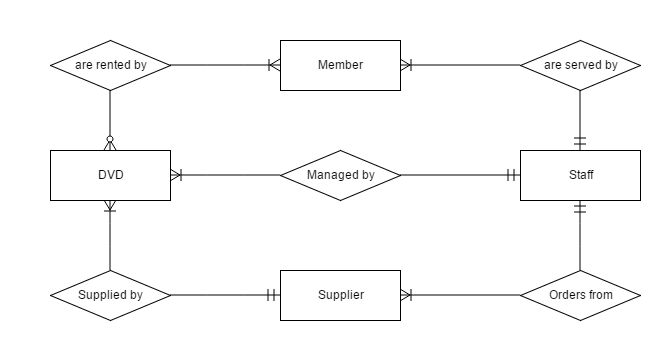 are rented by
Member
are served by
DVD
Managed by
Staff
Supplied by
Supplier
Orders from